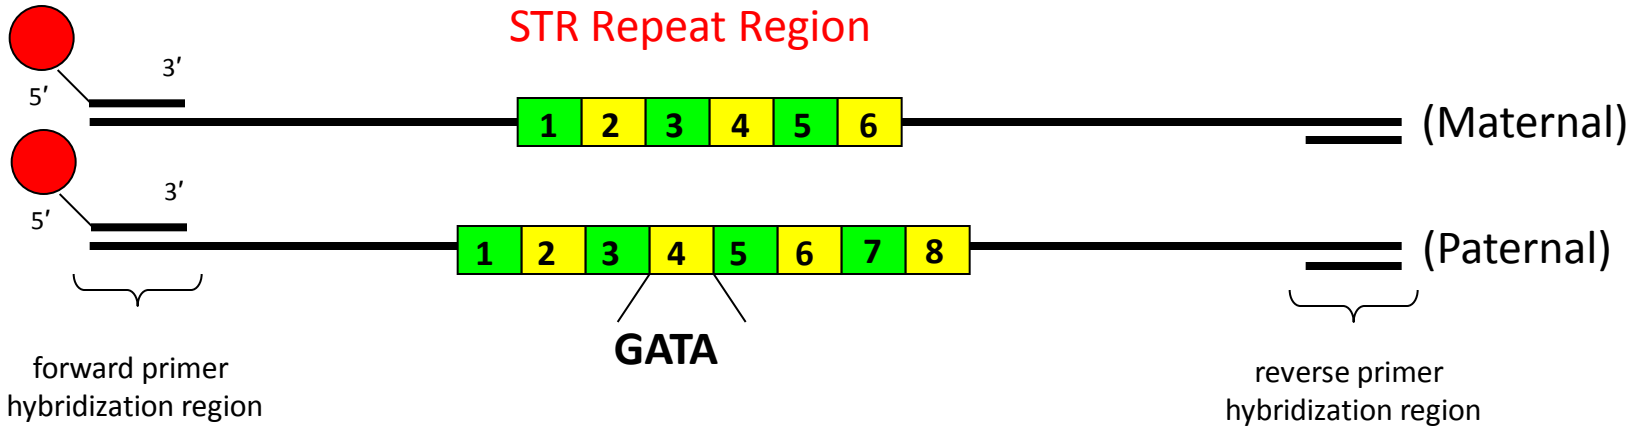 STR Repeat Region
3′
5′
1 2 3 4 5 6
(Maternal)
3′
5′
1 2 3 4 5 6 7 8
(Paternal)
GATA
forward primer
hybridization region
reverse primer
hybridization region